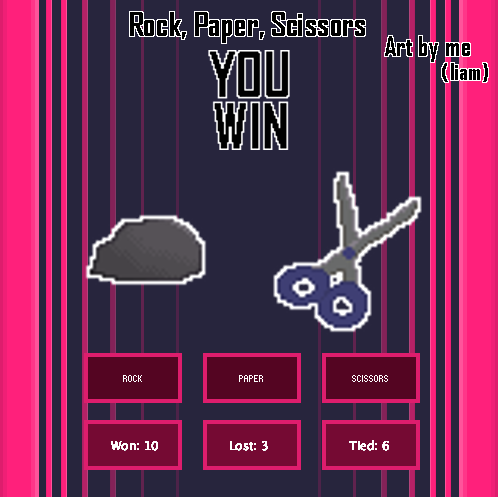 Rock, Paper, Scissors
Art by me
(liam)
YOU
WIN
ROCK
PAPER
SCISSORS
Won: 10
Lost: 3
Tied: 6